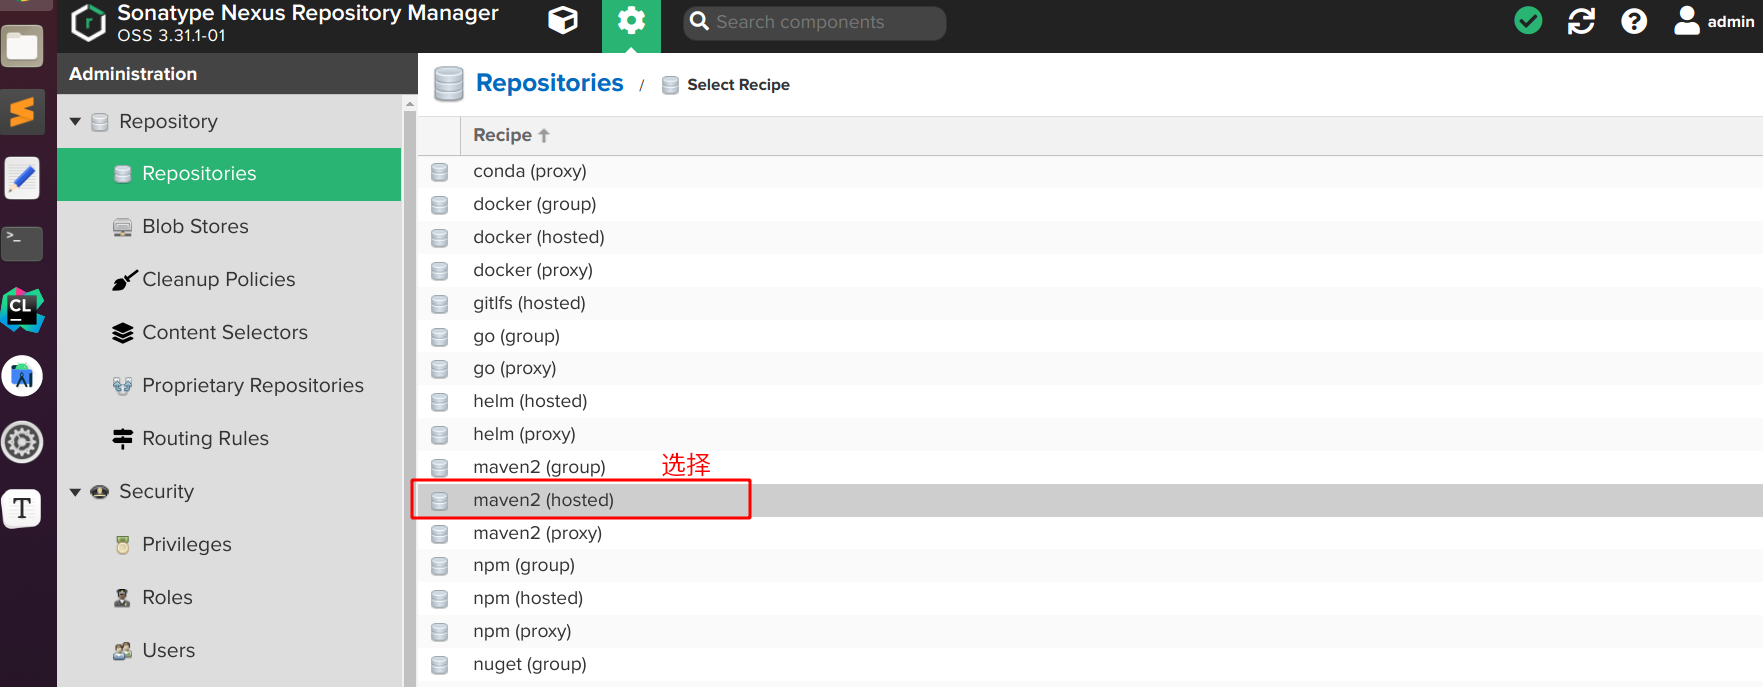 Sonatype Nexus Repository Manager
OSS 3.31.1-01
Search components
admin
Administration
Repository
Repositories
Blob Stores
Cleanup Policies
Content Selectors
Proprietary Repositories
Routing Rules
Security
Privileges
Roles
Users
Repositories / Select Recipe
Recipe
conda (proxy)
docker (group)
docker (hosted)
docker (proxy)
gitlfs (hosted)
go (group)
go (proxy)
helm (hosted)
helm (proxy)
maven2 (group)
选择
maven2 (hosted)
maven2 (proxy)
npm (group)
npm (hosted)
npm (proxy)
nuget (group)
>_
CL
T